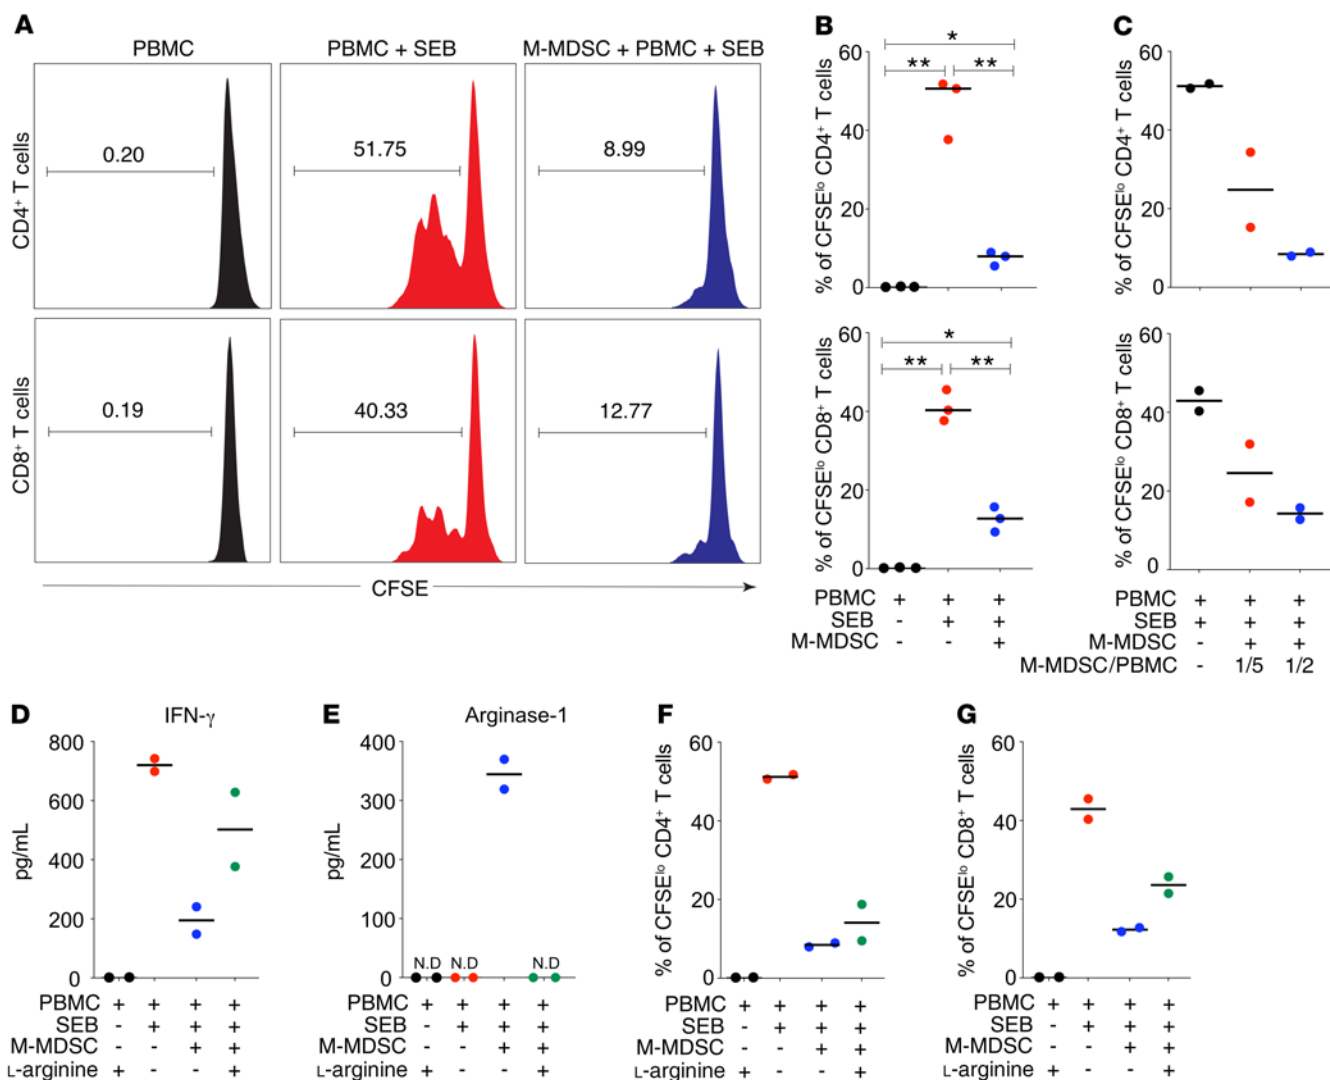 A
PBMC
PBMC + SEB
M-MDSC + PBMC + SEB
CD4⁺ T cells
0.20
51.75
8.99
CD8⁺ T cells
0.19
40.33
12.77
CFSE
B
% of CFSEˡᵒ CD4⁺ T cells
60
40
20
0
*
** **
% of CFSEˡᵒ CD8⁺ T cells
60
40
20
0
*
** **
PBMC + + +
SEB - + +
M-MDSC - - +
C
% of CFSEˡᵒ CD4⁺ T cells
60
40
20
0
% of CFSEˡᵒ CD8⁺ T cells
60
40
20
0
PBMC + + +
SEB + + +
M-MDSC - + +
M-MDSC/PBMC - 1/5 1/2
D
IFN-γ
pg/mL
800
600
400
200
0
PBMC + + + +
SEB - + + +
M-MDSC - - + +
L-arginine + - - +
E
Arginase-1
pg/mL
400
300
200
100
0
N.D N.D N.D
PBMC + + + +
SEB - + + +
M-MDSC - - + +
L-arginine + - - +
F
% of CFSEˡᵒ CD4⁺ T cells
60
40
20
0
PBMC + + + +
SEB - + + +
M-MDSC - - + +
L-arginine + - - +
G
% of CFSEˡᵒ CD8⁺ T cells
60
40
20
0
PBMC + + + +
SEB - + + +
M-MDSC - - + +
L-arginine + - - +